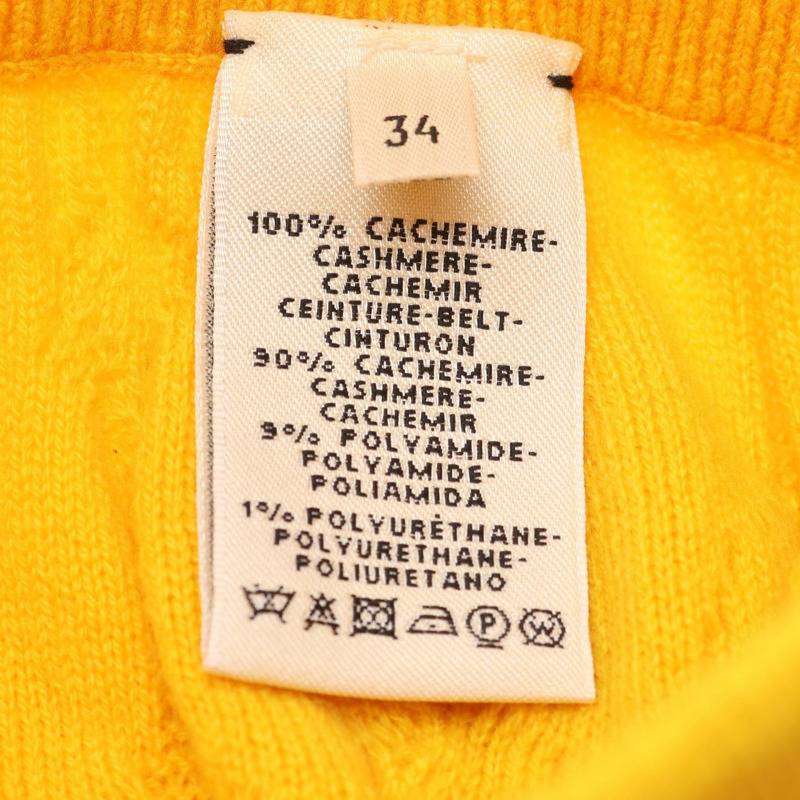 34
100% CACHEMIRE-
CASHMERE-
CACHEMIR
CEINTURE-BELT-
CINTURON
90% CACHEMIRE-
CASHMERE-
CACHEMIR
9% POLYAMIDE-
POLYAMIDE-
POLIAMIDA
1% POLYURÉTHANE-
POLYURETHANE-
POLIURETANO
P W